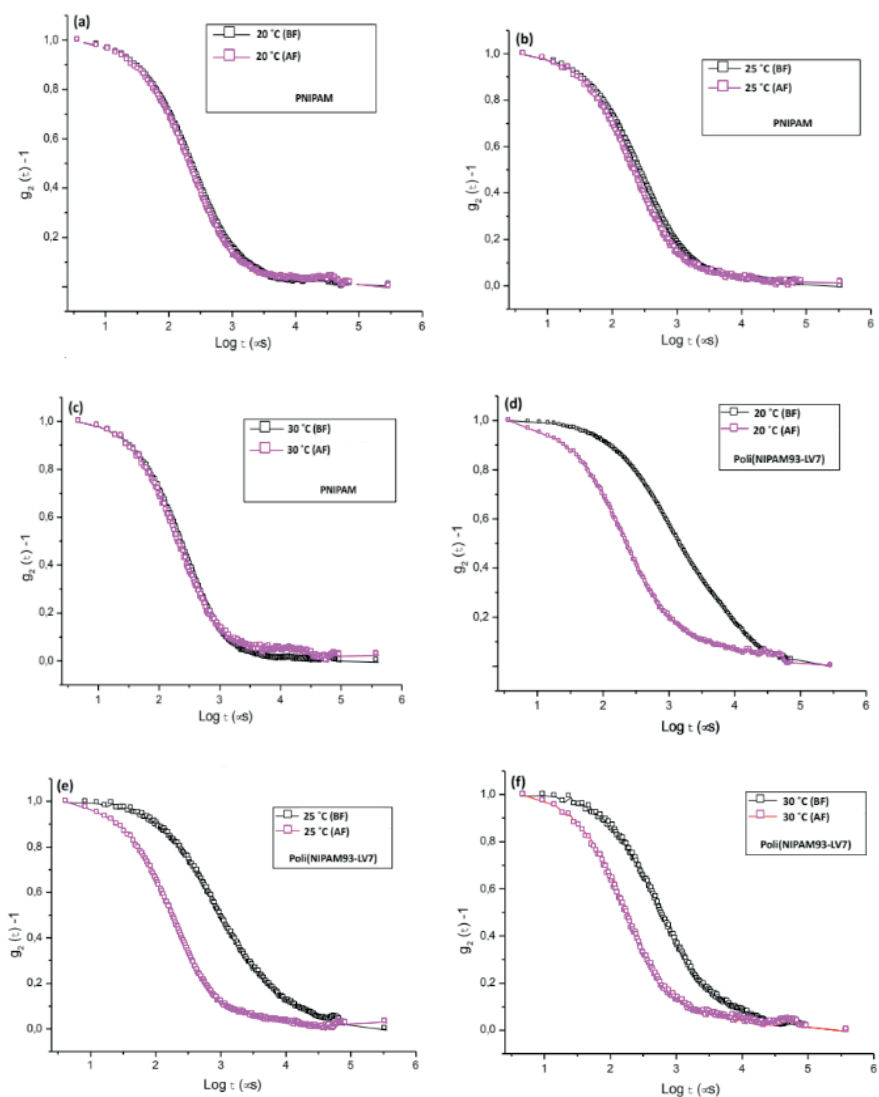 (a)
20 ˚C (BF)
20 ˚C (AF)
PNIPAM
1,0
0,8
0,6
0,4
0,2
g2 (t) -1
1 2 3 4 5 6
Log τ (∝s)
(b)
25 ˚C (BF)
25 ˚C (AF)
PNIPAM
1,0
0,8
0,6
0,4
0,2
0,0
g2 (t) -1
1 2 3 4 5 6
Log τ (∝s)
(c)
30 ˚C (BF)
30 ˚C (AF)
PNIPAM
1,0
0,8
0,6
0,4
0,2
0,0
g2 (t) -1
1 2 3 4 5 6
Log τ (∝s)
(d)
20 ˚C (BF)
20 ˚C (AF)
Poli(NIPAM93-LV7)
1,0
0,8
0,6
0,4
0,2
g2 (t) -1
1 2 3 4 5 6
Log τ (∝s)
(e)
25 ˚C (BF)
25 ˚C (AF)
Poli(NIPAM93-LV7)
1,0
0,8
0,6
0,4
0,2
0,0
g2 (t) -1
1 2 3 4 5 6
Log τ (∝s)
(f)
30 ˚C (BF)
30 ˚C (AF)
Poli(NIPAM93-LV7)
1,0
0,8
0,6
0,4
0,2
0,0
g2 (t) -1
1 2 3 4 5 6
Log τ (∝s)